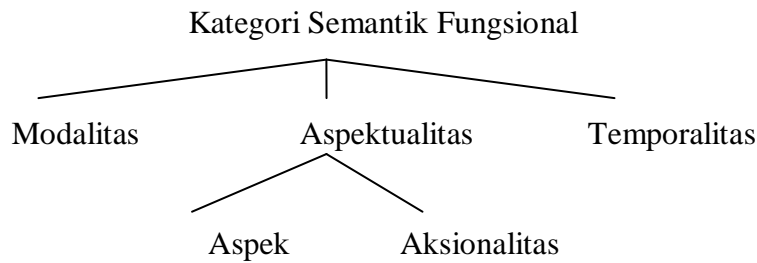 Kategori Semantik Fungsional
Modalitas Aspektualitas Temporalitas
Aspek Aksionalitas